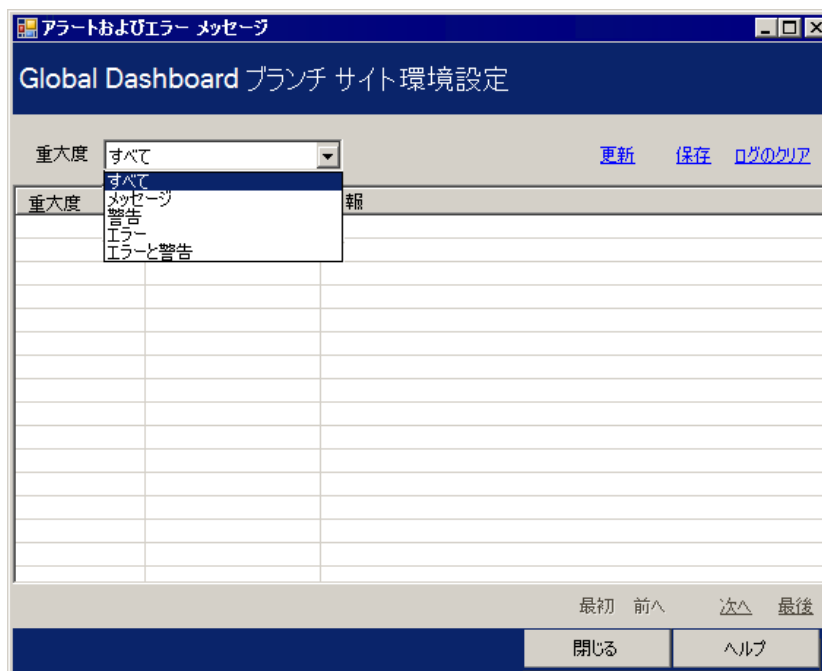 アラートおよびエラー メッセージ
Global Dashboard ブランチ サイト環境設定
重大度 すべて 更新 保存 ログのクリア
すべて
メッセージ
警告
エラー
エラーと警告
重大度 報
最初 前へ 次へ 最後
閉じる ヘルプ